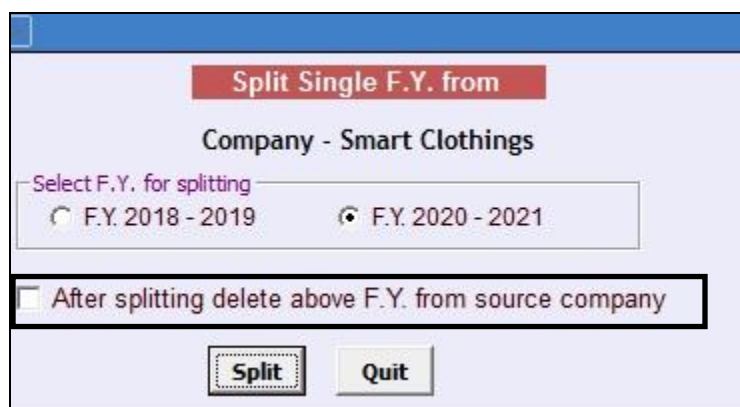 Split Single F.Y. from
Company - Smart Clothings
Select F.Y. for splitting
F.Y. 2018 - 2019 F.Y. 2020 - 2021
After splitting delete above F.Y. from source company
Split Quit